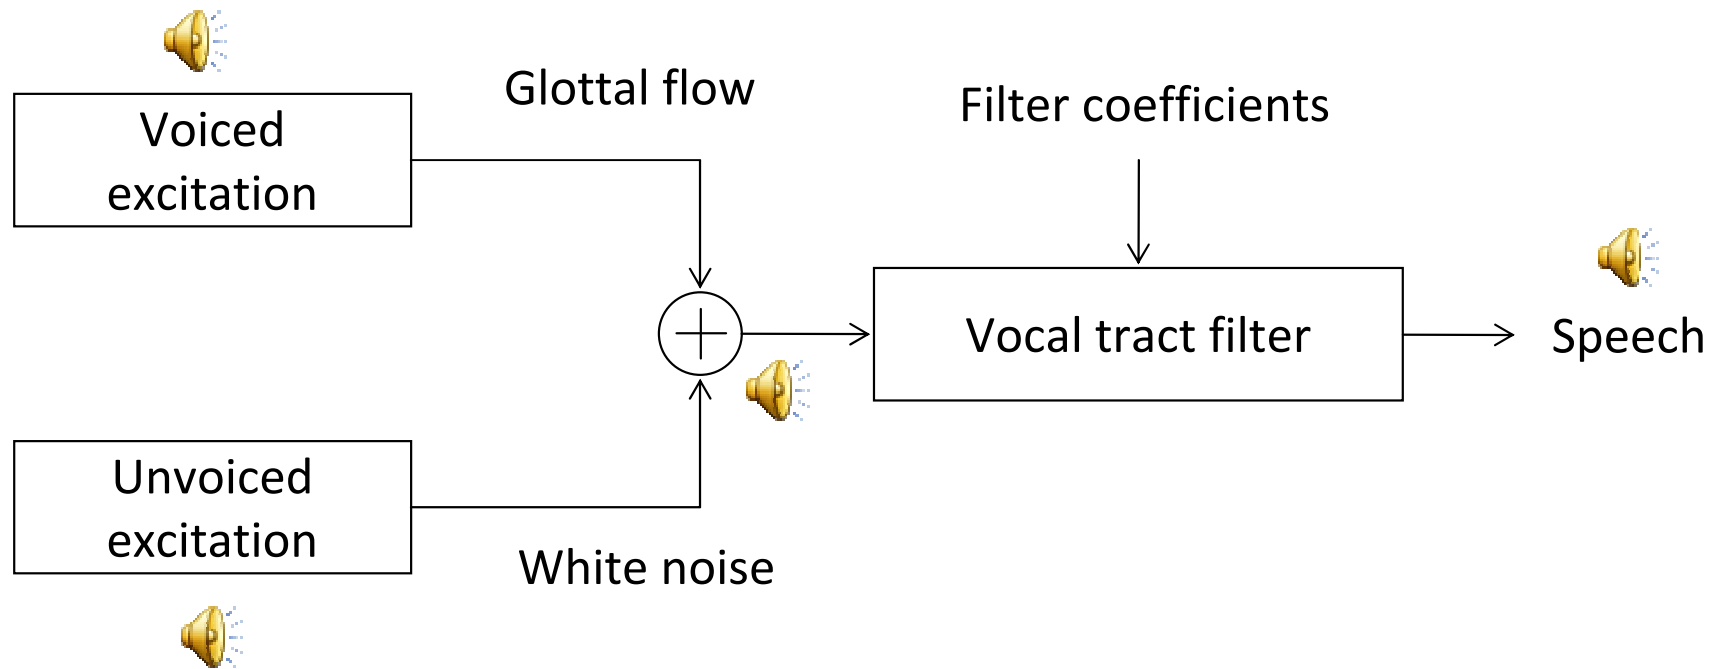 Glottal flow
Filter coefficients
Voiced
excitation
Vocal tract filter
Speech
Unvoiced
excitation
White noise